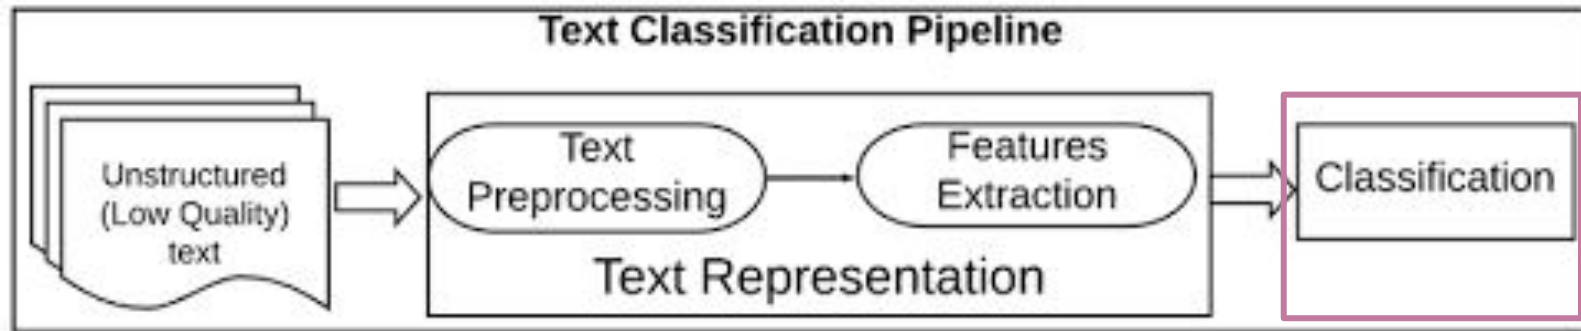 Text Classification Pipeline
Unstructured
(Low Quality)
text
Text
Preprocessing
Features
Extraction
Text Representation
Classification